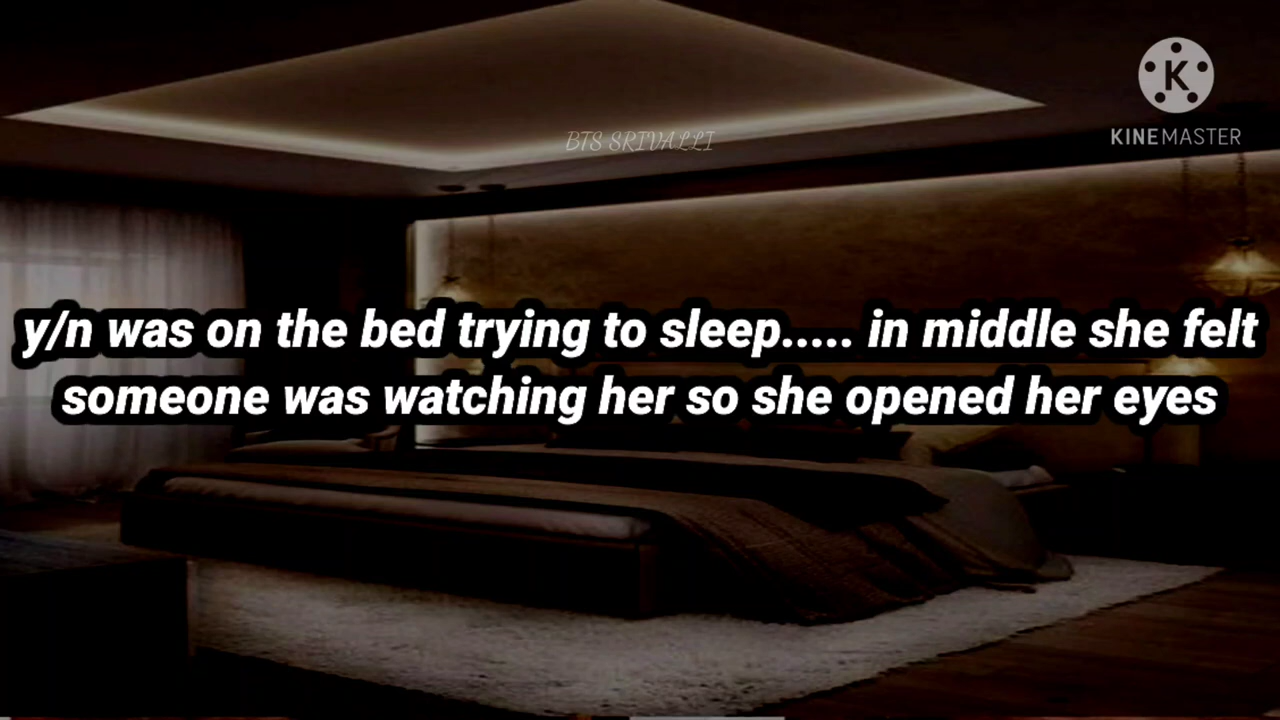 K
KINEMASTER
BTS SRIVALLI
y/n was on the bed trying to sleep..... in middle she felt
someone was watching her so she opened her eyes